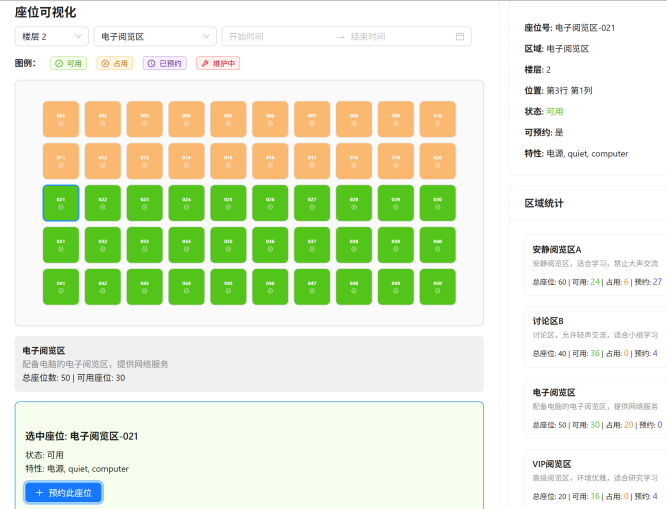 座位可视化
楼层 2 电子阅览区 开始时间 → 结束时间
图例: 可用 占用 已预约 维护中
001 002 003 004 005 006 007 008 009 010
011 012 013 014 015 016 017 018 019 020
021 022 023 024 025 026 027 028 029 030
031 032 033 034 035 036 037 038 039 040
041 042 043 044 045 046 047 048 049 050
电子阅览区
配备电脑的电子阅览区，提供网络服务
总座位数: 50 | 可用座位: 30
选中座位: 电子阅览区-021
状态: 可用
特性: 电源, quiet, computer
+ 预约此座位
座位号: 电子阅览区-021
区域: 电子阅览区
楼层: 2
位置: 第3行 第1列
状态: 可用
可预约: 是
特性: 电源, quiet, computer
区域统计
安静阅览区A
安静阅览区，适合学习，禁止大声交流
总座位: 60 | 可用: 24 | 占用: 6 | 预约: 27
讨论区B
讨论区，允许轻声交流，适合小组学习
总座位: 40 | 可用: 36 | 占用: 0 | 预约: 4
电子阅览区
配备电脑的电子阅览区，提供网络服务
总座位: 50 | 可用: 30 | 占用: 20 | 预约: 0
VIP阅览区
高级阅览区，环境优雅，适合研究学习
总座位: 20 | 可用: 16 | 占用: 0 | 预约: 4